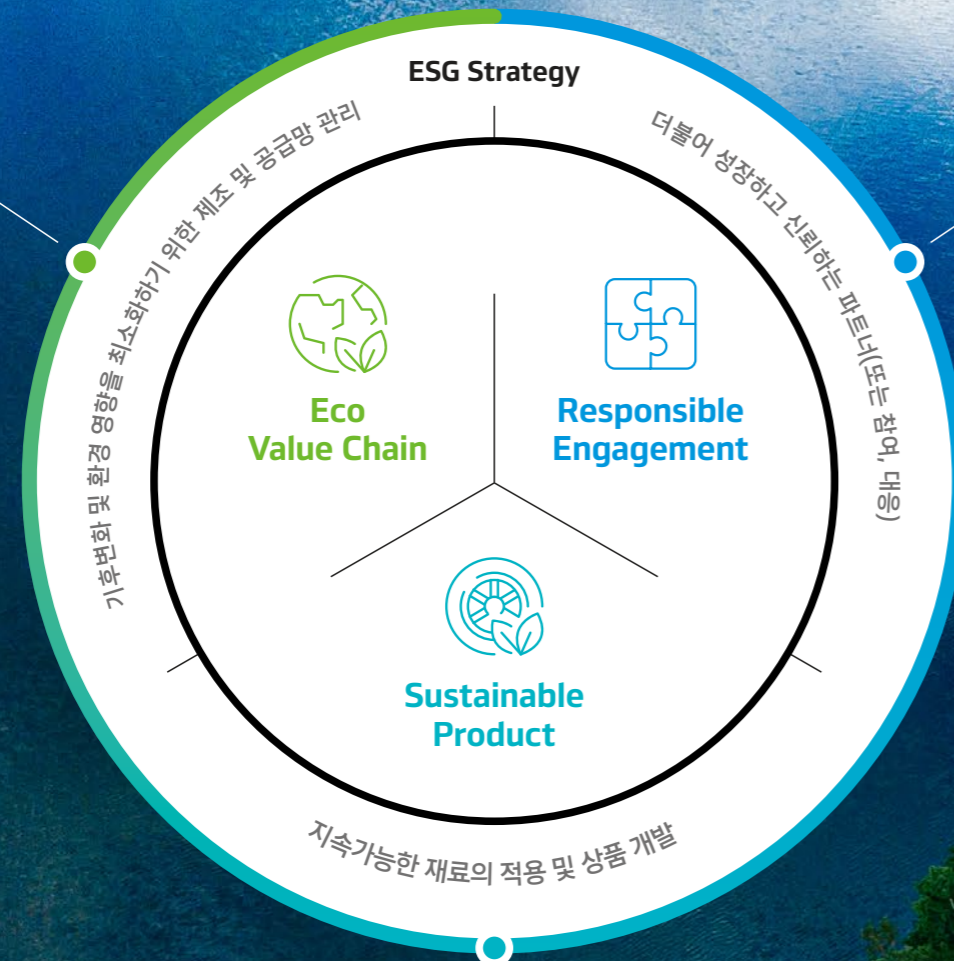 ESG Strategy
기후변화 및 환경 영향을 최소화하기 위한 제조 및 공급망 관리
더불어 성장하고 신뢰하는 파트너(또는 참여, 대응)
Eco
Value Chain
Responsible
Engagement
Sustainable
Product
지속가능한 재료의 적용 및 상품 개발